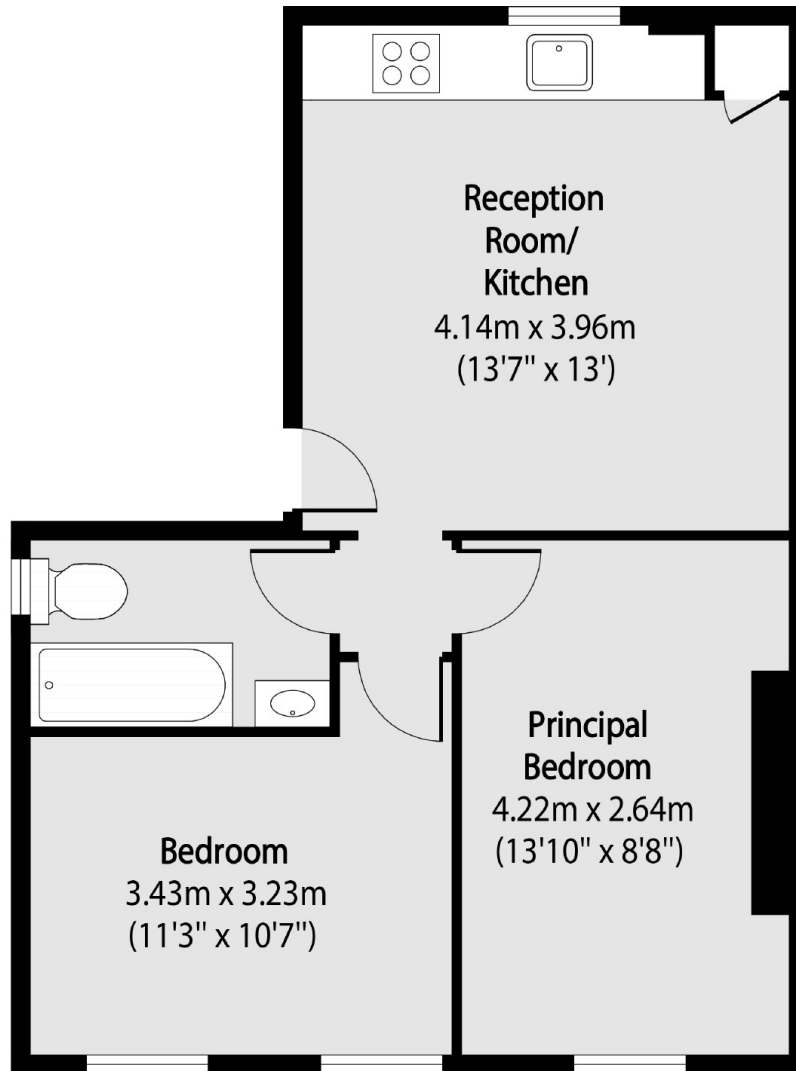 Reception
Room/
Kitchen
4.14m x 3.96m
(13'7" x 13')
Principal
Bedroom
4.22m x 2.64m
(13'10" x 8'8")
Bedroom
3.43m x 3.23m
(11'3" x 10'7")